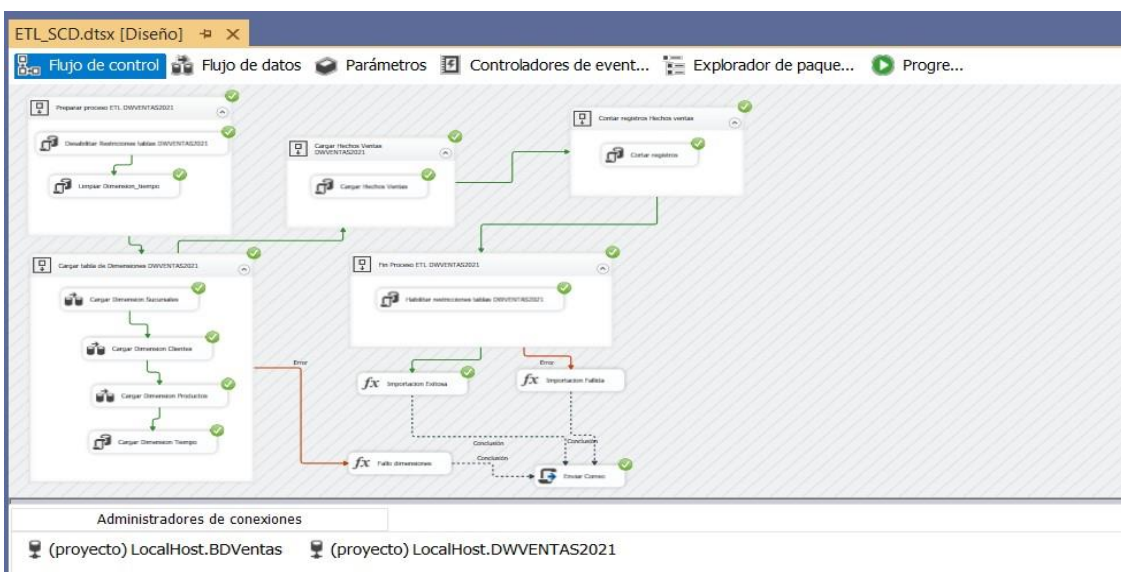 ETL_SCD.dtsx [Diseño]
Flujo de control
Flujo de datos
Parámetros
Controladores de event...
Explorador de paque...
Progre...
Preparar proceso ETL DWVENTAS2021
Desabilitar Restricciones tablas DWVENTAS2021
Limpiar Dimension_tiempo
Cargar Hechos Ventas
DWVENTAS2021
Cargar Hechos Ventas
Contar registros Hechos ventas
Contar registros
Cargar tabla de Dimensiones DWVENTAS2021
Cargar Dimension Sucursales
Cargar Dimension Clientes
Cargar Dimension Productos
Cargar Dimension Tiempo
Fin Proceso ETL DWVENTAS2021
Habilitar restricciones tablas DWVENTAS2021
Error
Error
fx Importacion Exitosa
fx Importacion Fallida
Conclusión
Conclusión
Conclusión
fx Fallo dimensiones
Enviar Correo
Administradores de conexiones
(proyecto) LocalHost.BDVentas
(proyecto) LocalHost.DWVENTAS2021